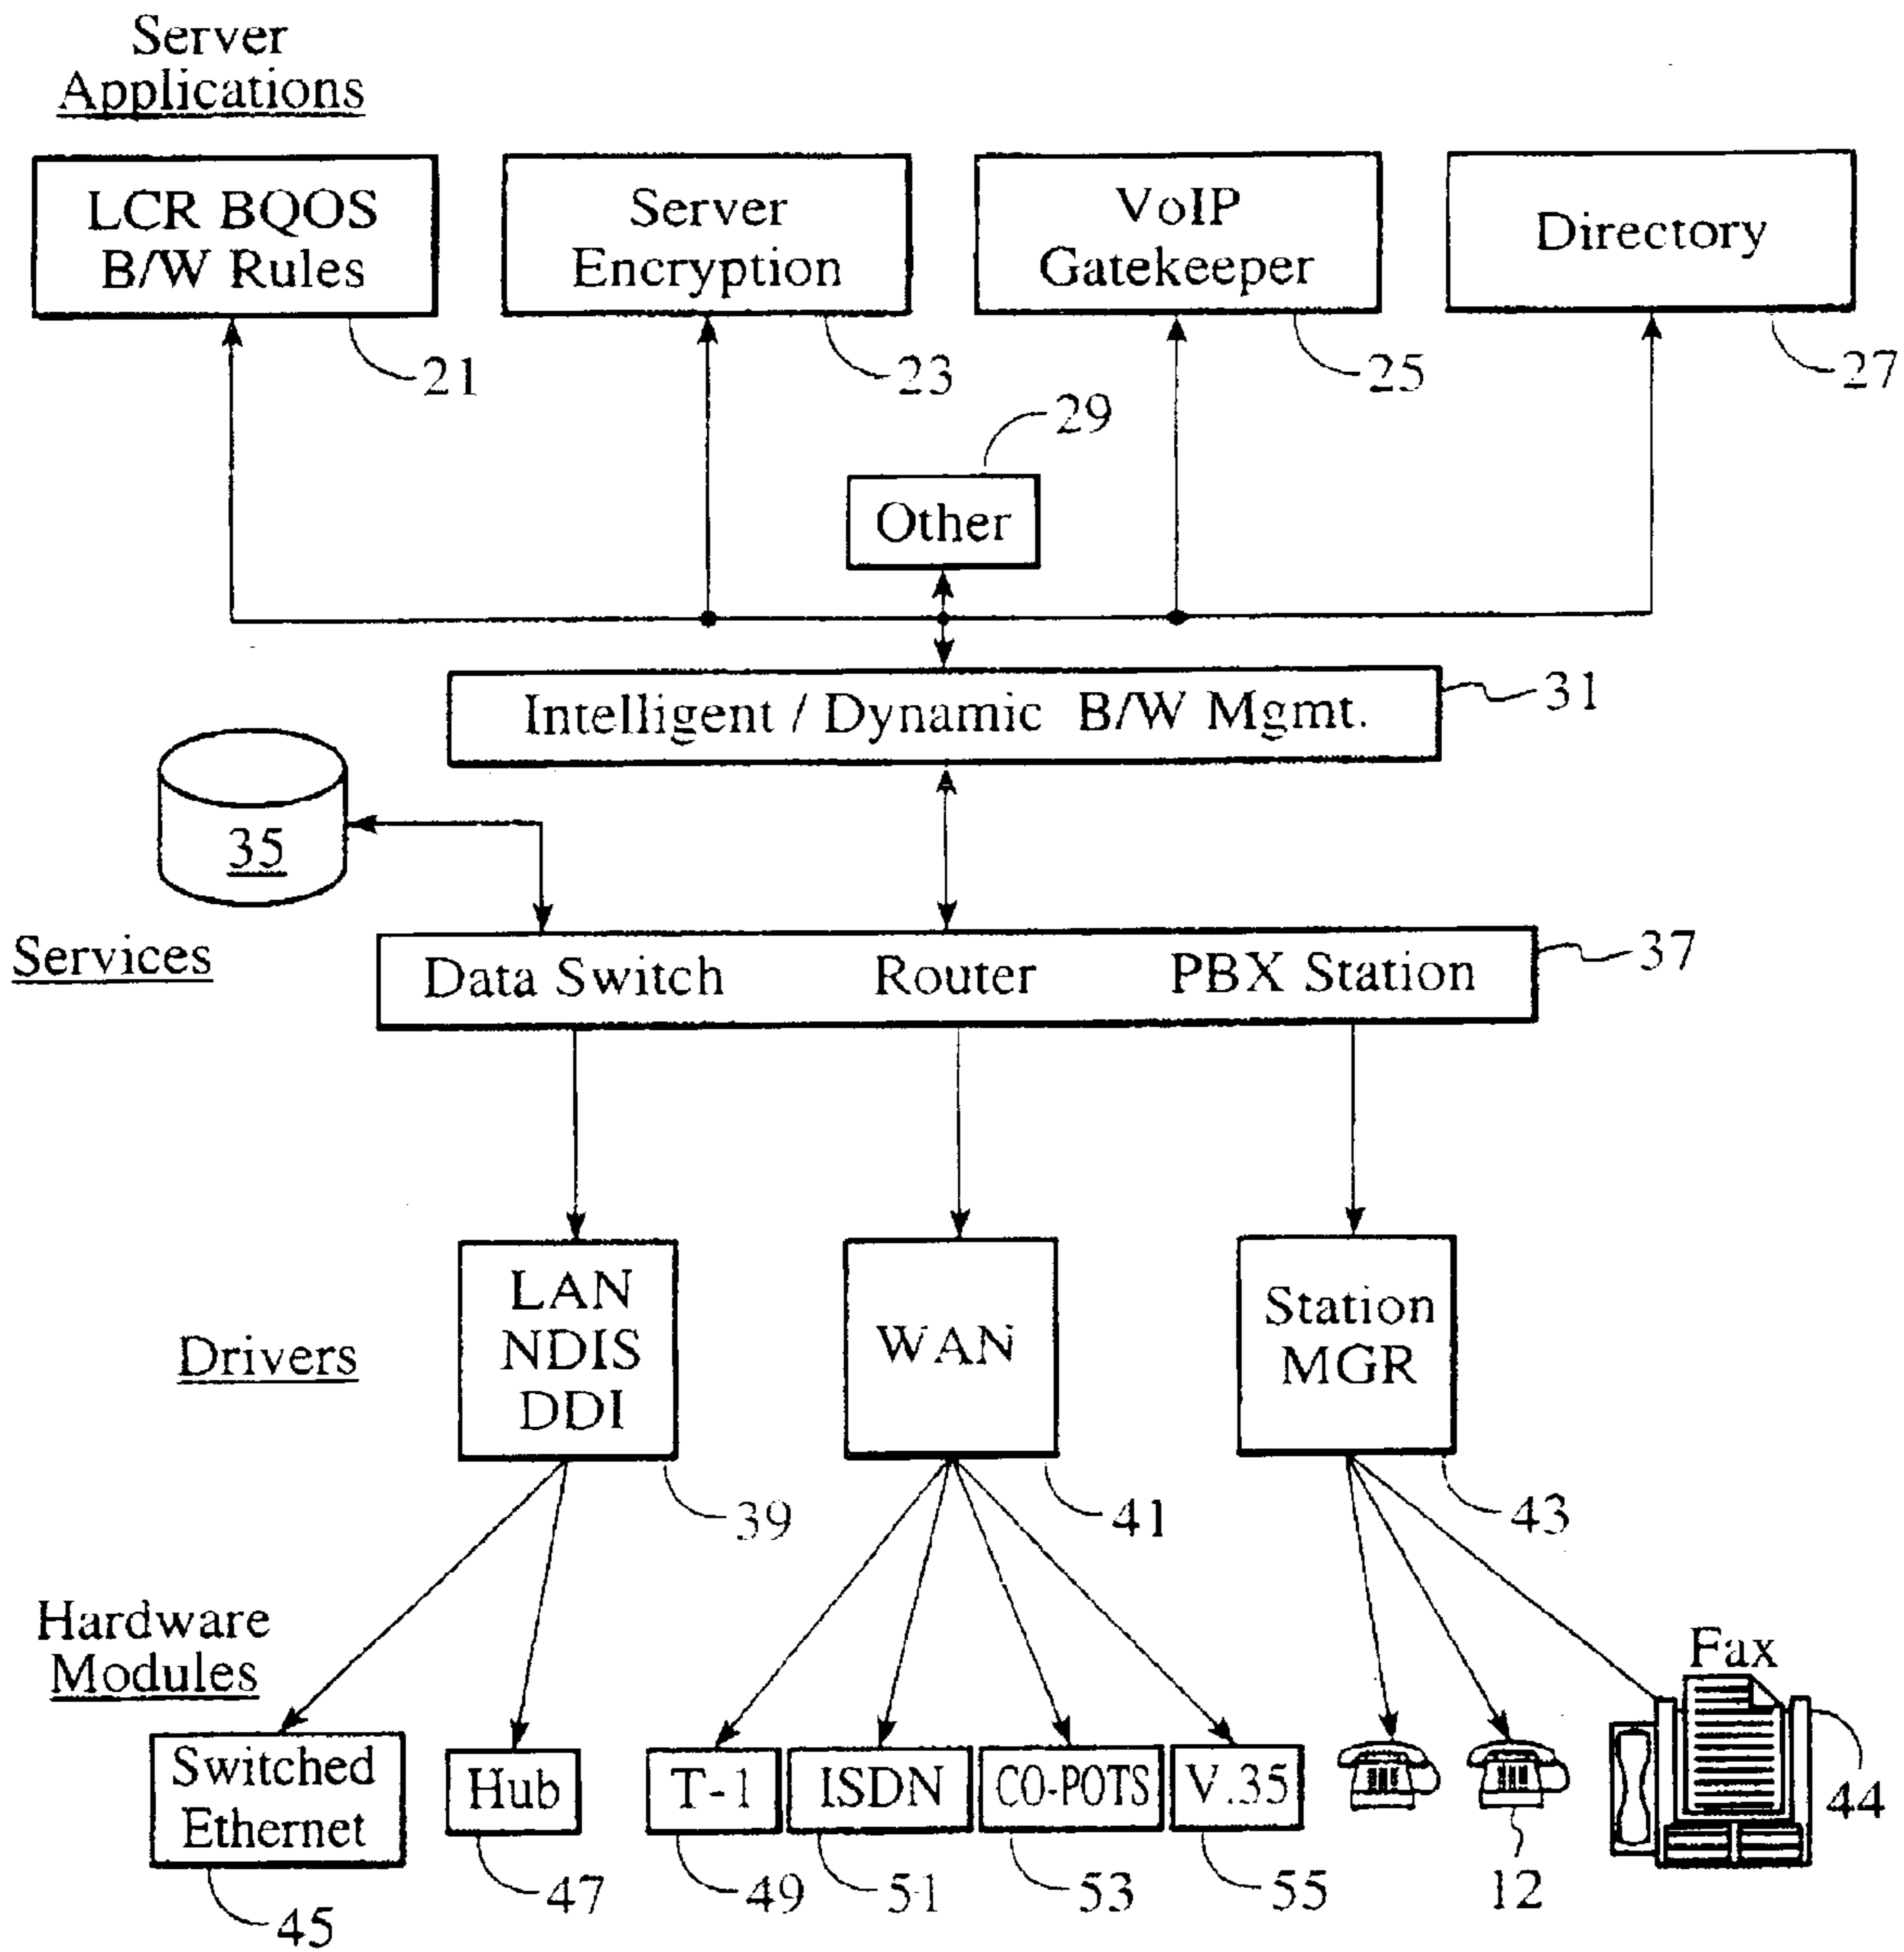 Server
Applications
LCR BQOS
B/W Rules
Server
Encryption
VoIP
Gatekeeper
Directory
21
23
25
27
29
Other
Intelligent / Dynamic B/W Mgmt.
31
35
Services
Data Switch Router PBX Station
37
Drivers
LAN
NDIS
DDI
WAN
Station
MGR
39
41
43
Hardware
Modules
Fax
Switched
Ethernet
Hub
T-1
ISDN
CO-POTS
V.35
44
45
47
49
51
53
55
12